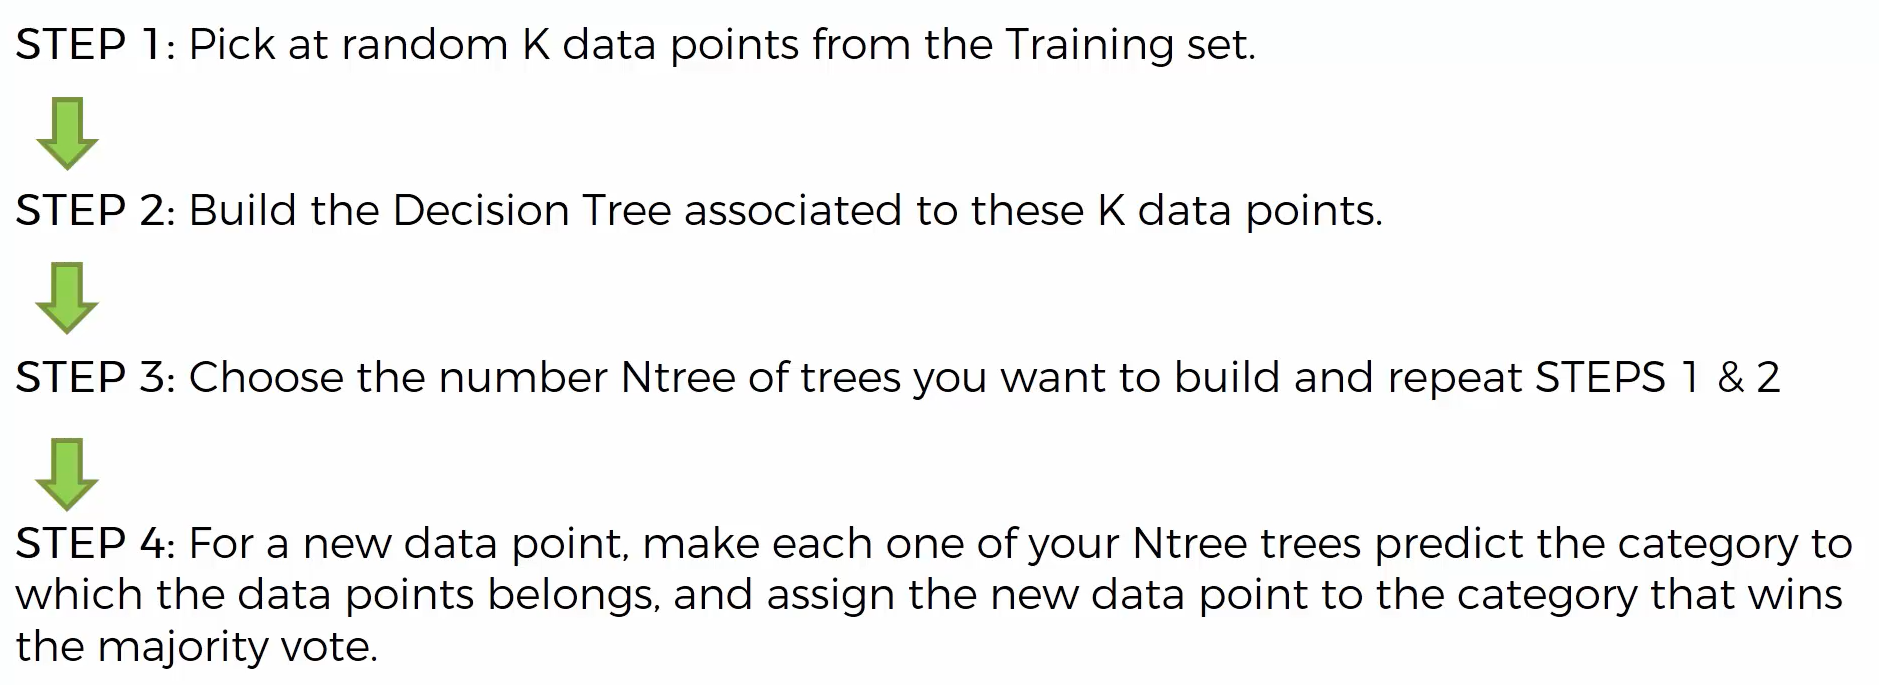 STEP 1: Pick at random K data points from the Training set.
STEP 2: Build the Decision Tree associated to these K data points.
STEP 3: Choose the number Ntree of trees you want to build and repeat STEPS 1 & 2
STEP 4: For a new data point, make each one of your Ntree trees predict the category to
which the data points belongs, and assign the new data point to the category that wins
the majority vote.